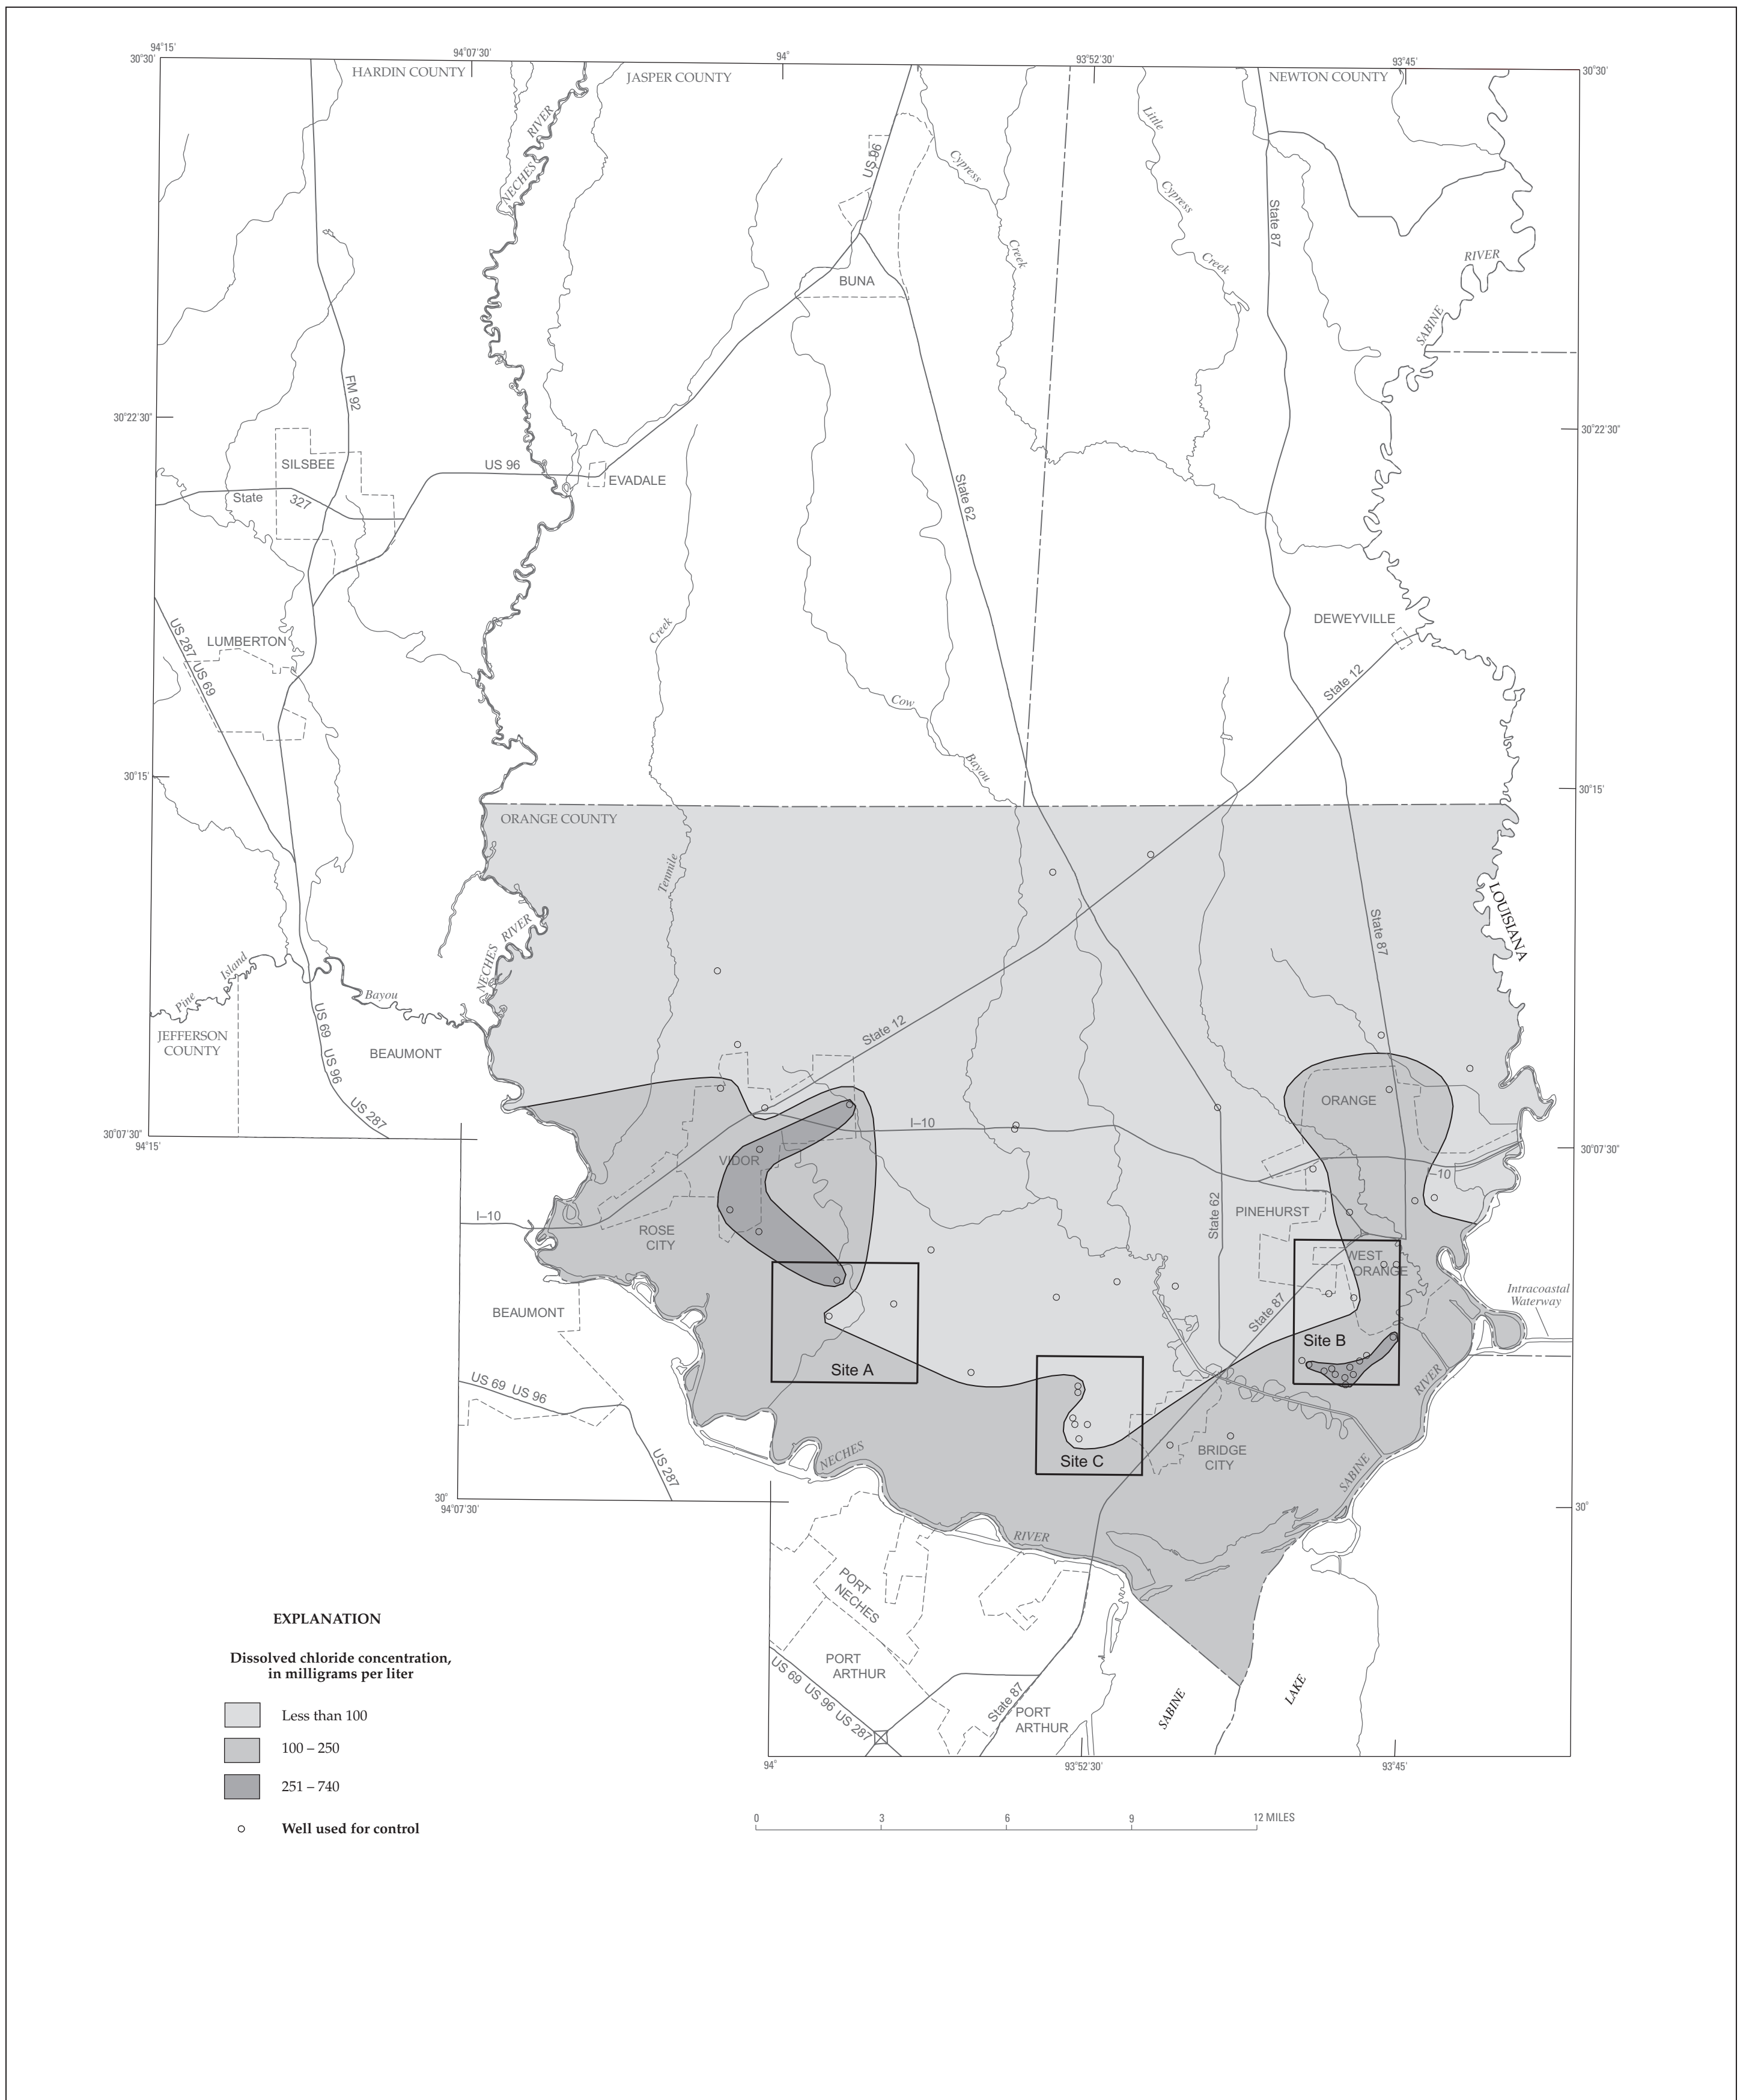 94°15'
94°07'30"
94°
93°52'30"
93°45'
30°30'
30°30'
HARDIN COUNTY
JASPER COUNTY
NEWTON COUNTY
NECHES RIVER
US 96
Cypress
Creek
Little
Cypress
Creek
State 87
RIVER
SABINE
BUNA
FM 92
30°22'30"
30°22'30"
SILSBEE
State 327
US 96
EVADALE
State 62
US 287 US 69
LUMBERTON
Creek
DEWEYVILLE
State 12
Cow
Bayou
30°15'
30°15'
ORANGE COUNTY
Tenmile
LOUISIANA
State 87
NECHES RIVER
Pine Island
Bayou
JEFFERSON
COUNTY
US 69 US 96
BEAUMONT
US 287
State 12
30°07'30"
94°15'
ORANGE
I–10
30°07'30"
VIDOR
I–10
I–10
ROSE
CITY
State 62
PINEHURST
WEST
ORANGE
Intracoastal
Waterway
BEAUMONT
State 87
Site B
Site A
US 69 US 96
RIVER
Site C
BRIDGE
CITY
US 287
NECHES
SABINE
30°
94°07'30"
30°
RIVER
PORT
NECHES
PORT
ARTHUR
US 69 US 96 US 287
State 87
PORT
ARTHUR
SABINE
LAKE
94°
93°52'30"
93°45'
EXPLANATION
Dissolved chloride concentration,
in milligrams per liter
Less than 100
100 – 250
251 – 740
Well used for control
0 3 6 9 12 MILES